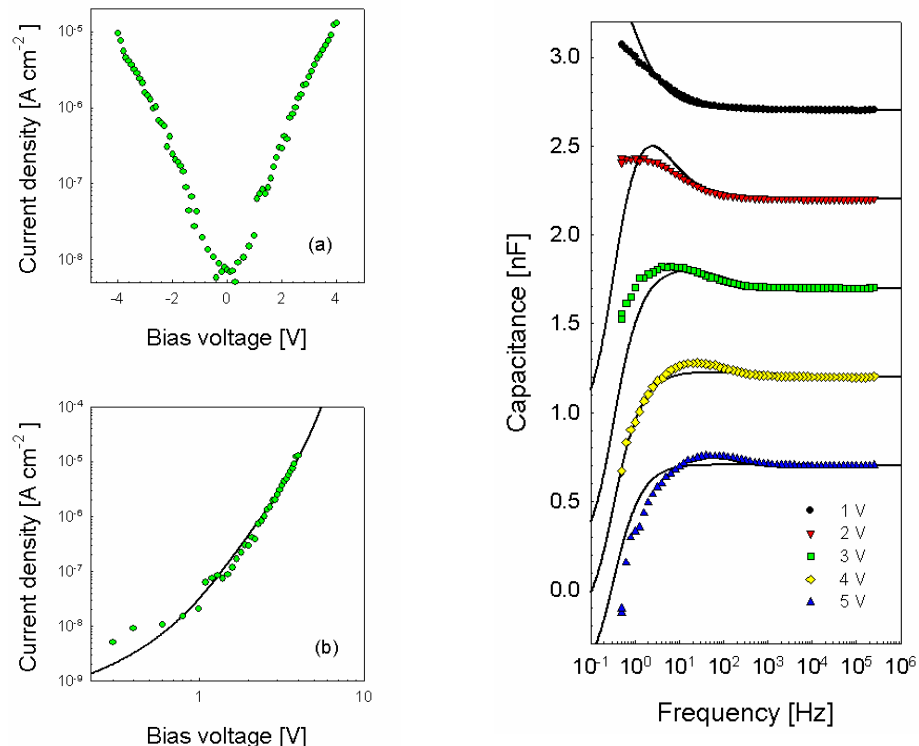 10⁻⁵
10⁻⁶
10⁻⁷
10⁻⁸
Current density [A cm⁻²]
(a)
-4 -2 0 2 4
Bias voltage [V]
10⁻⁴
10⁻⁵
10⁻⁶
10⁻⁷
10⁻⁸
10⁻⁹
Current density [A cm⁻²]
(b)
1 10
Bias voltage [V]
3.0
2.5
2.0
1.5
1.0
0.5
0.0
Capacitance [nF]
1 V
2 V
3 V
4 V
5 V
10⁻¹ 10⁰ 10¹ 10² 10³ 10⁴ 10⁵ 10⁶
Frequency [Hz]